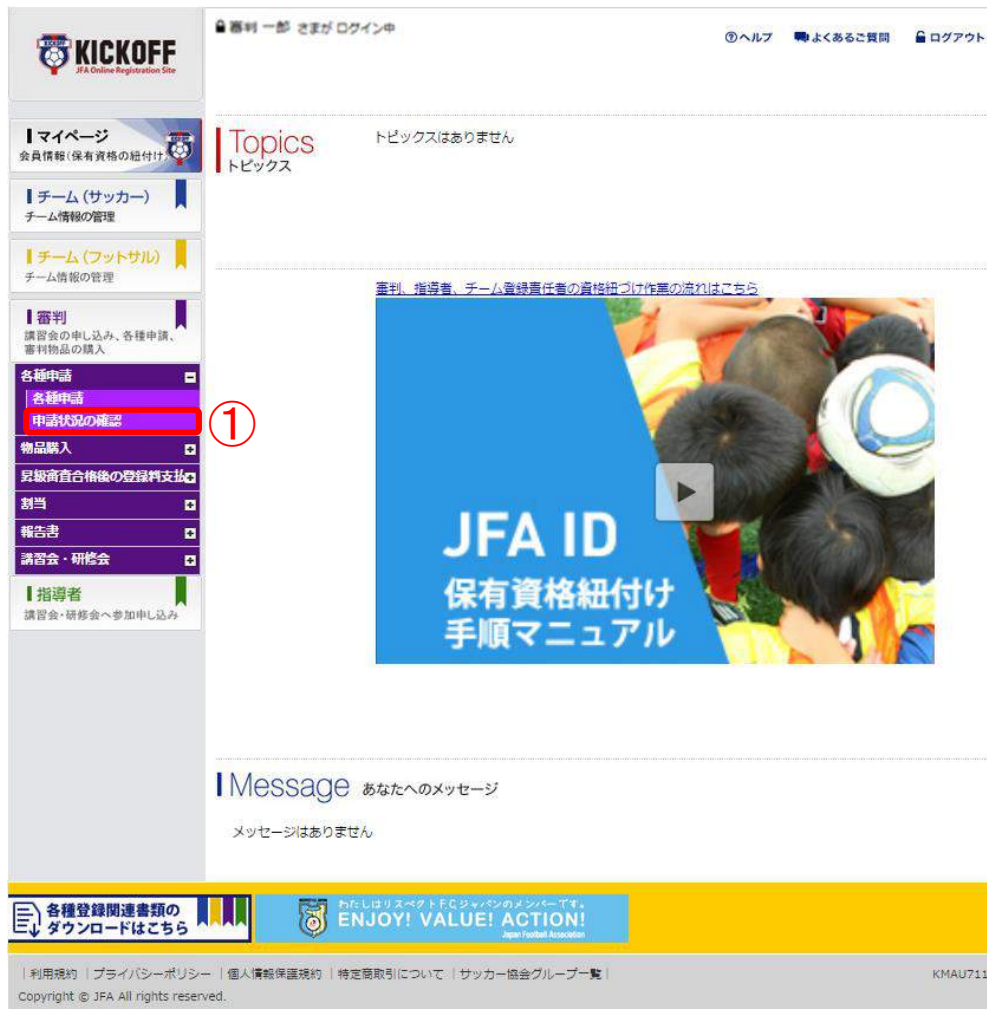 KICKOFF
JFA Online Registration Site
審判 一郎 さまが ログイン中
ヘルプ
よくあるご質問
ログアウト
マイページ
会員情報(保有資格の紐付け)
チーム (サッカー)
チーム情報の管理
チーム (フットサル)
チーム情報の管理
審判
講習会の申し込み、各種申請、
審判物品の購入
各種申請
各種申請
申請状況の確認
①
物品購入
昇級審査合格後の登録料支払
割当
報告書
講習会・研修会
指導者
講習会・研修会へ参加申し込み
Topics
トピックス
トピックスはありません
審判、指導者、チーム登録責任者の資格紐づけ作業の流れはこちら
JFA ID
保有資格紐付け
手順マニュアル
Message あなたへのメッセージ
メッセージはありません
各種登録関連書類の
ダウンロードはこちら
わたしはリスペクトF.C.ジャパンのメンバーです。
ENJOY! VALUE! ACTION!
Japan Football Association
|利用規約 |プライバシーポリシー |個人情報保護規約 |特定商取引について |サッカー協会グループ一覧|
KMAU711
Copyright © JFA All rights reserved.